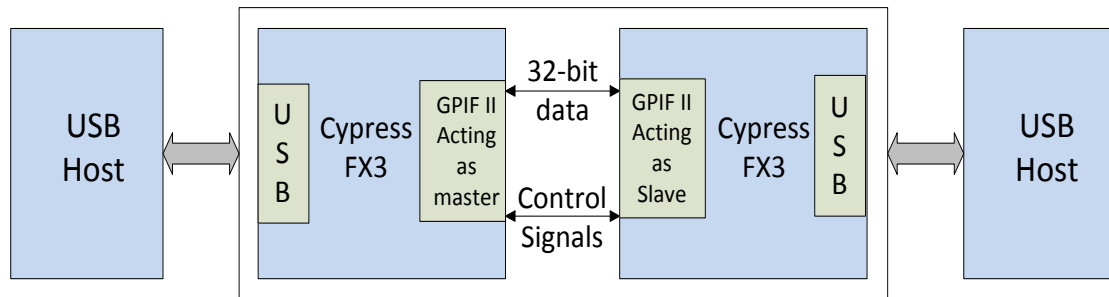 USB
Host
U
S
B
Cypress
FX3
GPIF II
Acting
as
master
32-bit
data
Control
Signals
GPIF II
Acting
as
Slave
Cypress
FX3
U
S
B
USB
Host